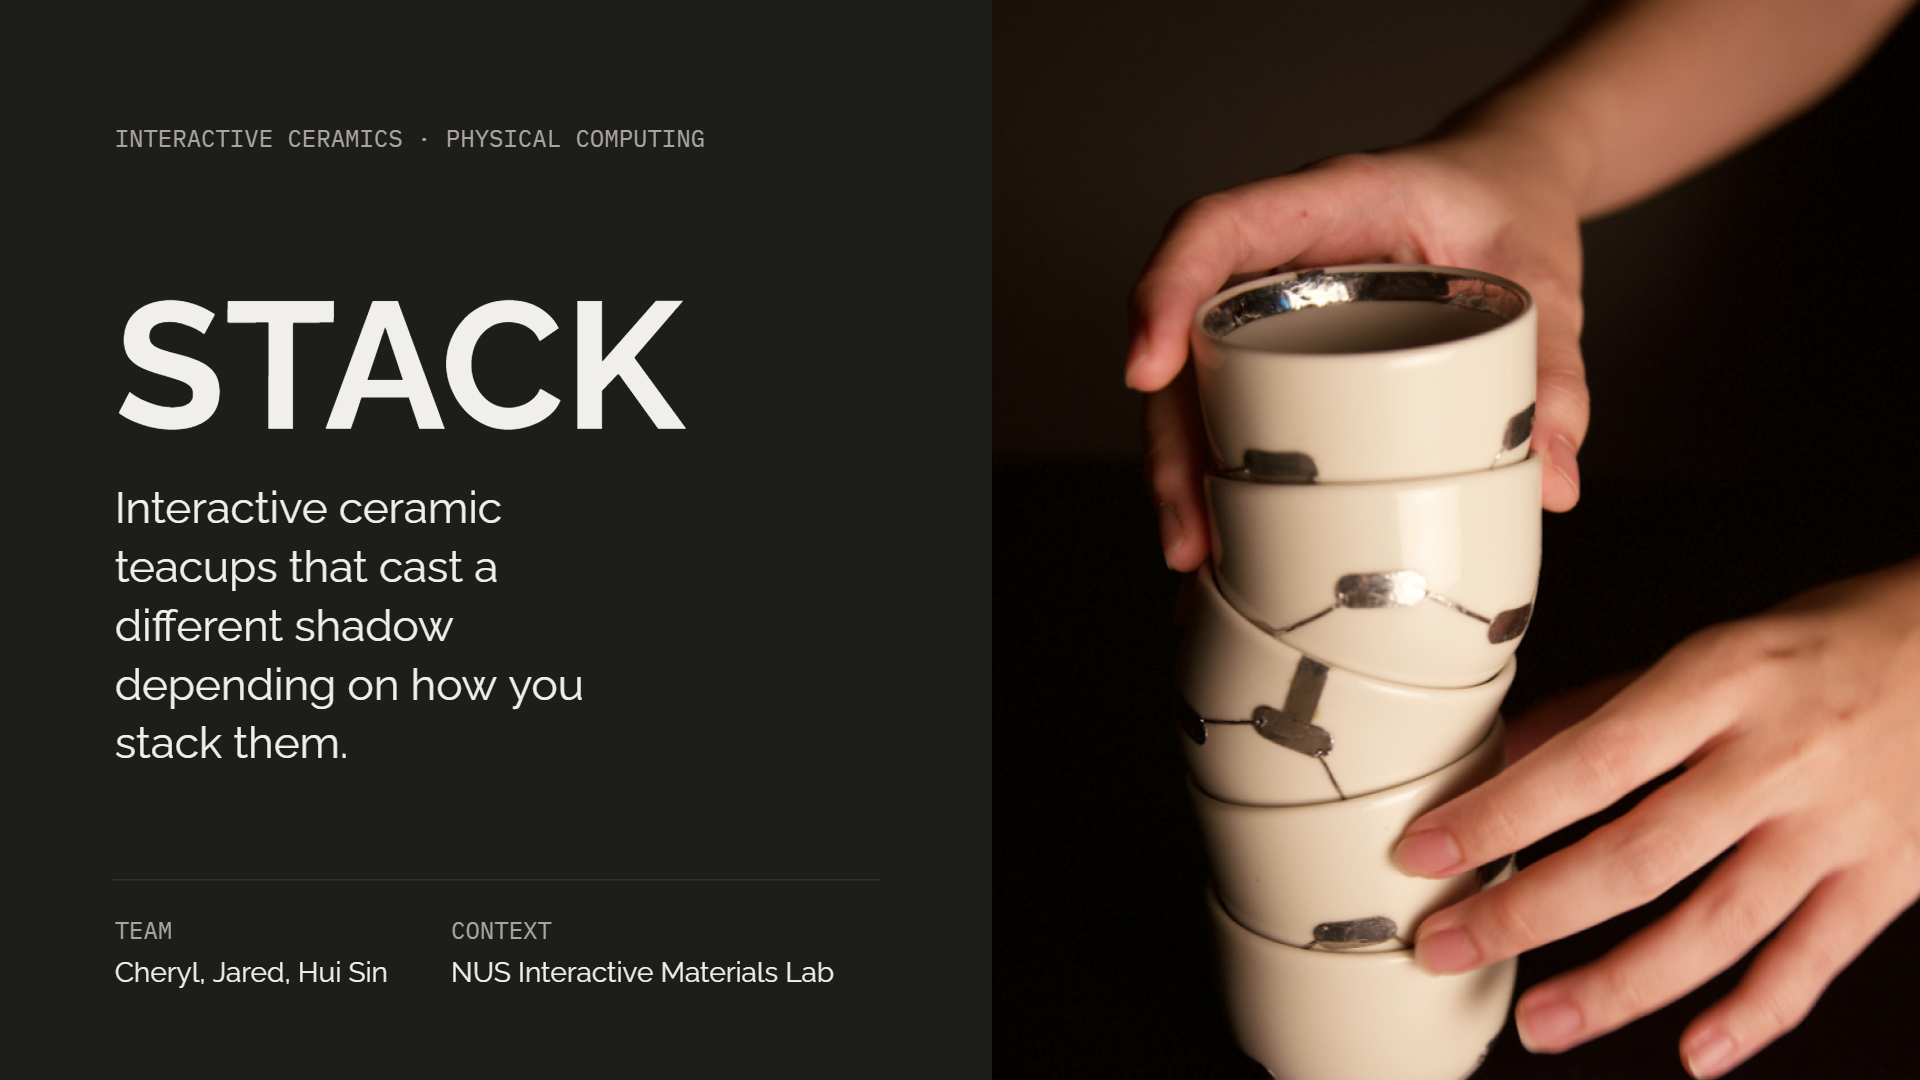 INTERACTIVE CERAMICS · PHYSICAL COMPUTING
STACK
Interactive ceramic
teacups that cast a
different shadow
depending on how you
stack them.
TEAM
Cheryl, Jared, Hui Sin
CONTEXT
NUS Interactive Materials Lab